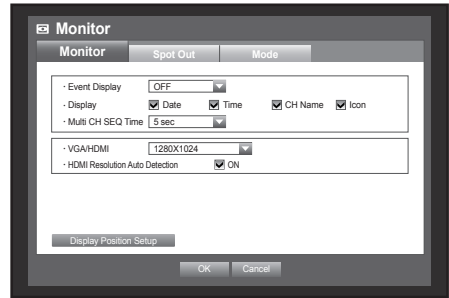 Monitor
Monitor Spot Out Mode
· Event Display OFF
· Display Date Time CH Name Icon
· Multi CH SEQ Time 5 sec
· VGA/HDMI 1280X1024
· HDMI Resolution Auto Detection ON
Display Position Setup
OK Cancel